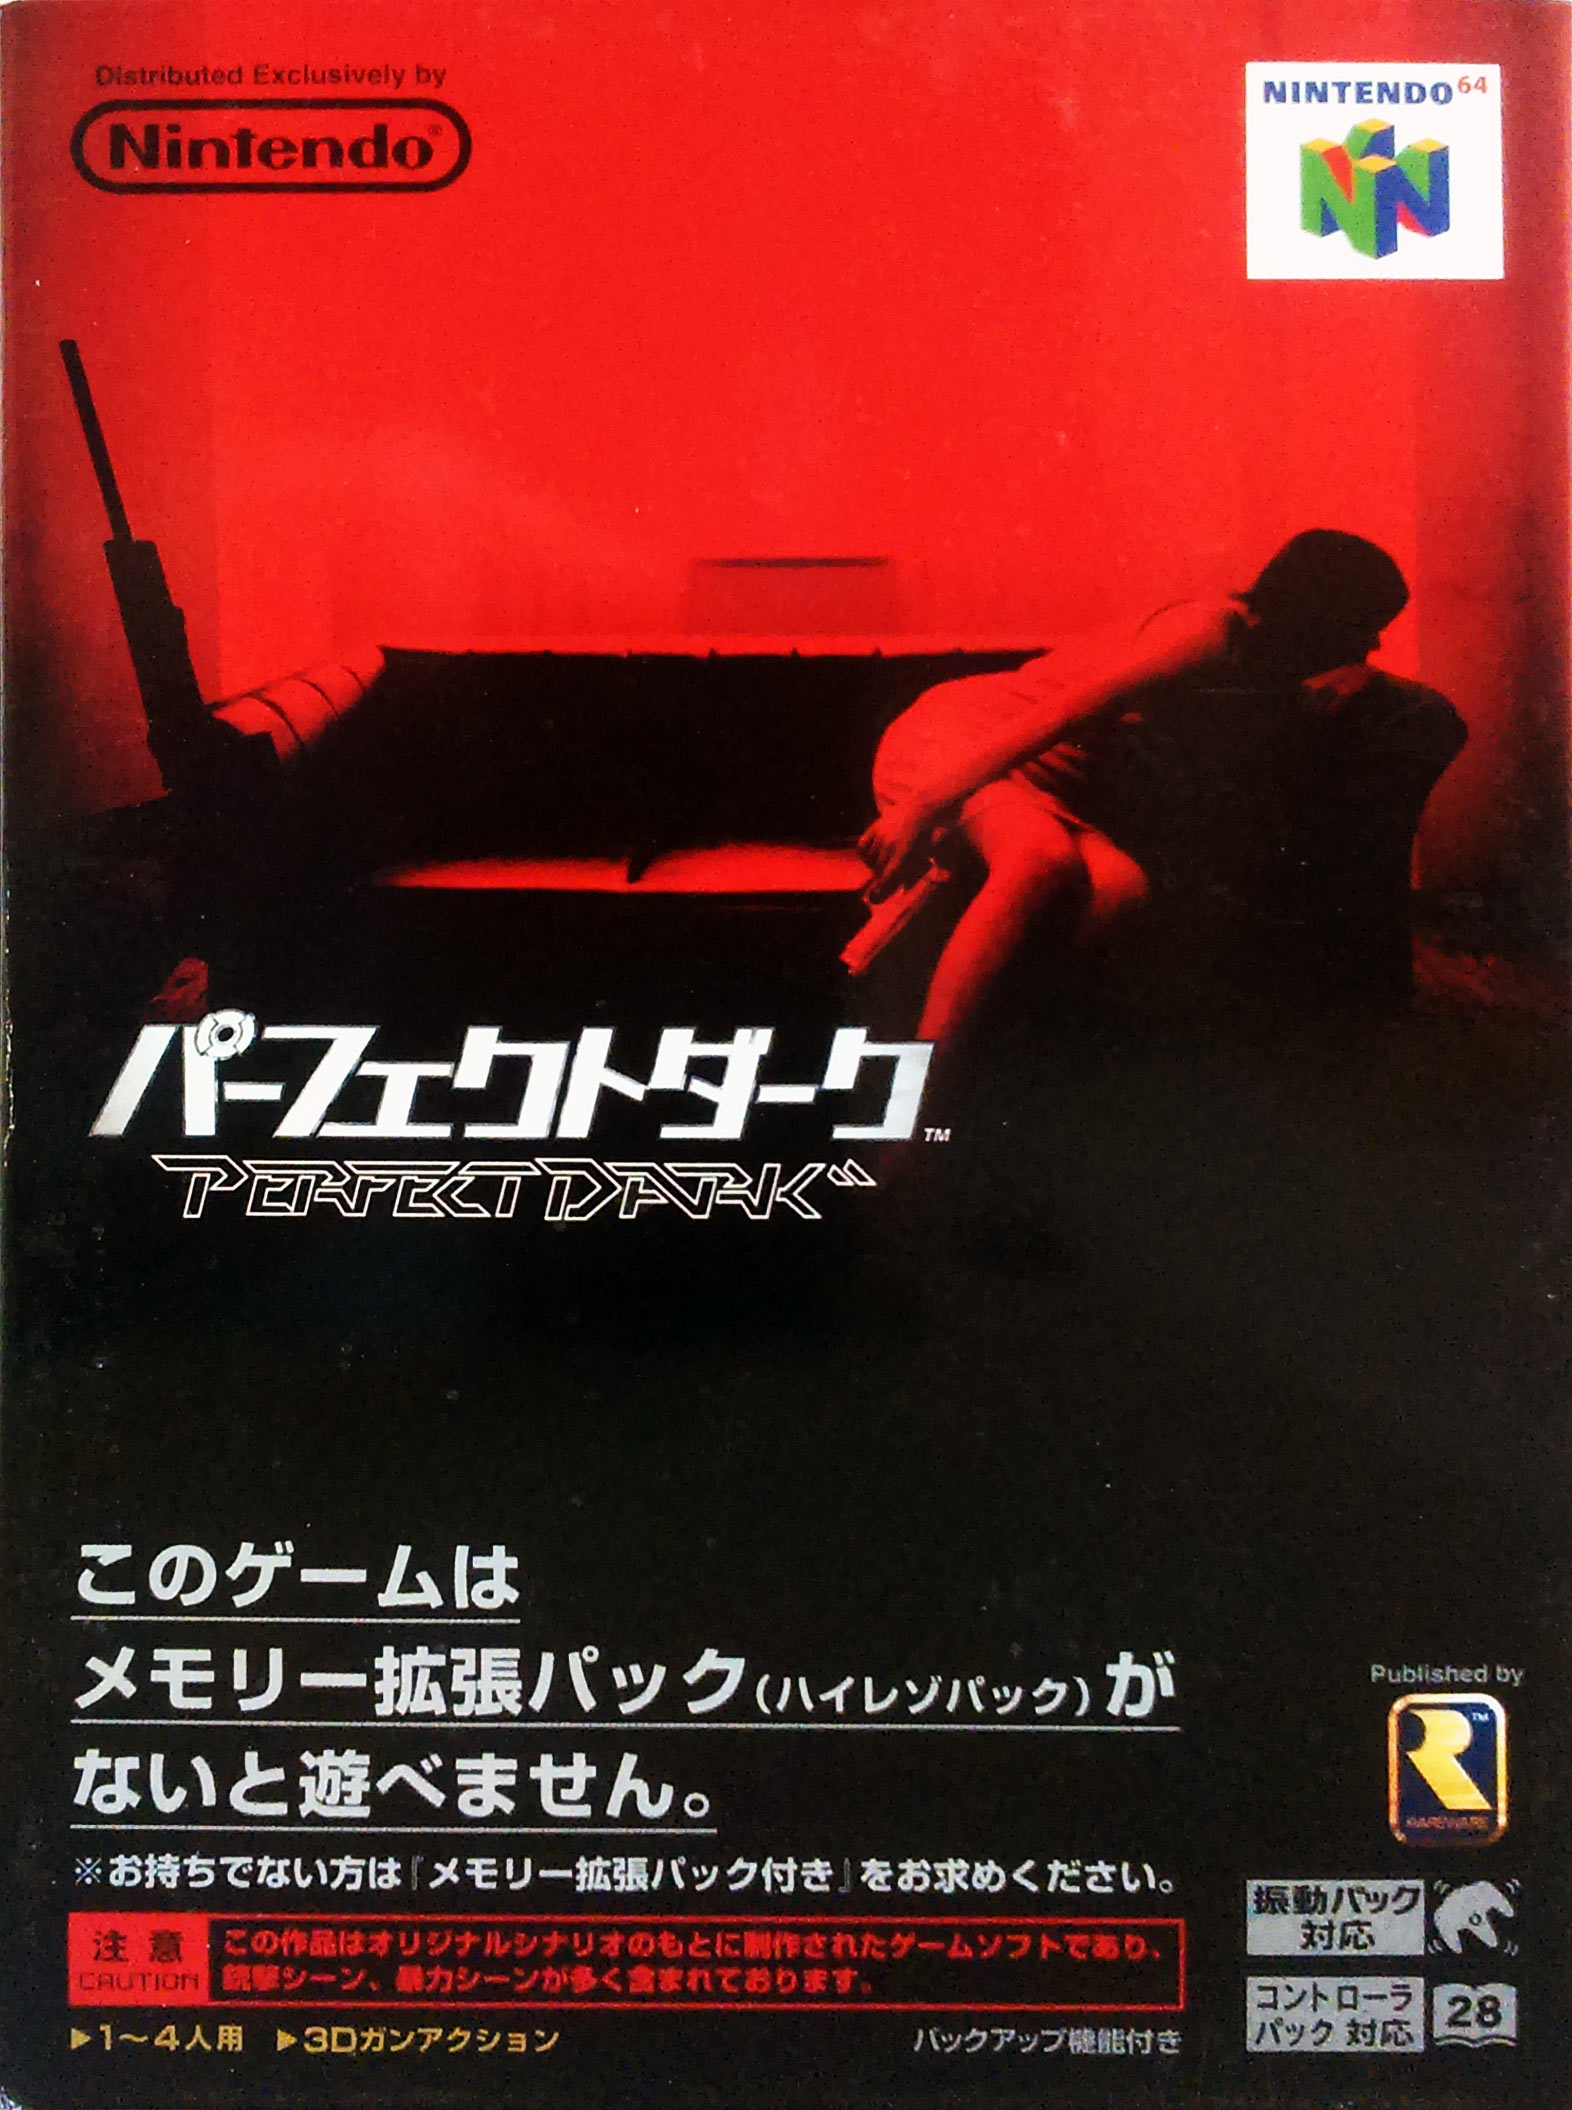 Distributed Exclusively by
Nintendo®
NINTENDO64
パーフェクトダーク™
PERFECT DARK
このゲームは
メモリー拡張パック(ハイレゾパック)が
ないと遊べません。
※お持ちでない方は『メモリー拡張パック付き』をお求めください。
注意
CAUTION
この作品はオリジナルシナリオのもとに制作されたゲームソフトであり、
銃撃シーン、暴力シーンが多く含まれております。
▶1〜4人用 ▶3Dガンアクション
バックアップ機能付き
Published by
R™
RAREWARE
振動パック
対応
コントローラ
パック 対応
28